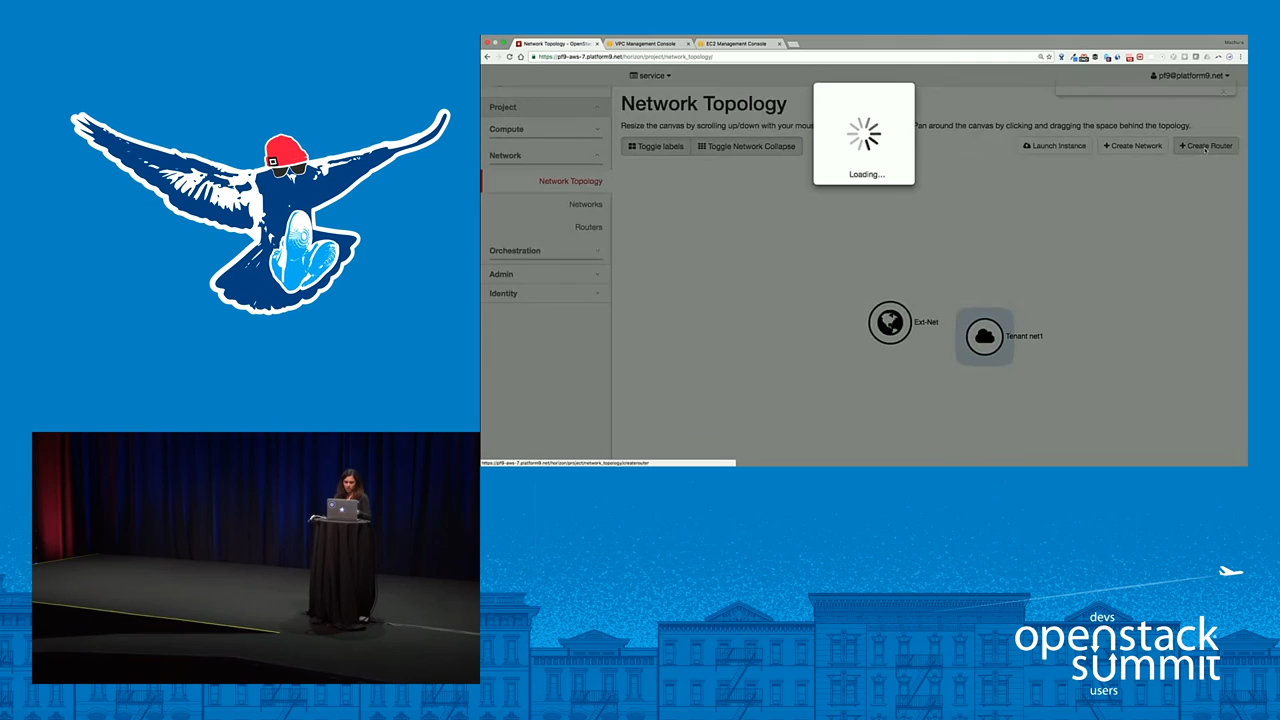 Network Topology - OpenSta
VPC Management Console
EC2 Management Console
https://pf9-aws-7.platform9.net/horizon/project/network_topology/
service
pf9@platform9.net
Project
Compute
Network
Network Topology
Networks
Routers
Orchestration
Admin
Identity
Network Topology
Resize the canvas by scrolling up/down with your mou
Pan around the canvas by clicking and dragging the space behind the topology.
Toggle labels
Toggle Network Collapse
Launch Instance
+ Create Network
+ Create Router
Loading...
Ext-Net
Tenant net1
https://pf9-aws-7.platform9.net/horizon/project/network_topology/createrouter
devs
openstack
summit
users